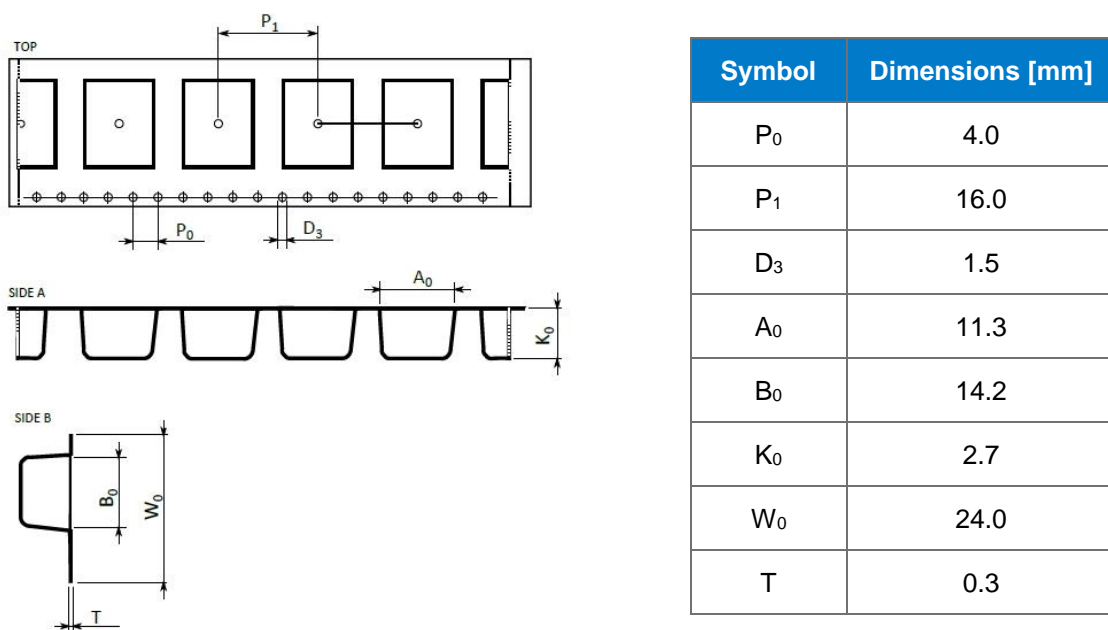 TOP
P₁
P₀
D₃
SIDE A
A₀
K₀
SIDE B
B₀
W₀
T
Symbol Dimensions [mm]
P₀ 4.0
P₁ 16.0
D₃ 1.5
A₀ 11.3
B₀ 14.2
K₀ 2.7
W₀ 24.0
T 0.3